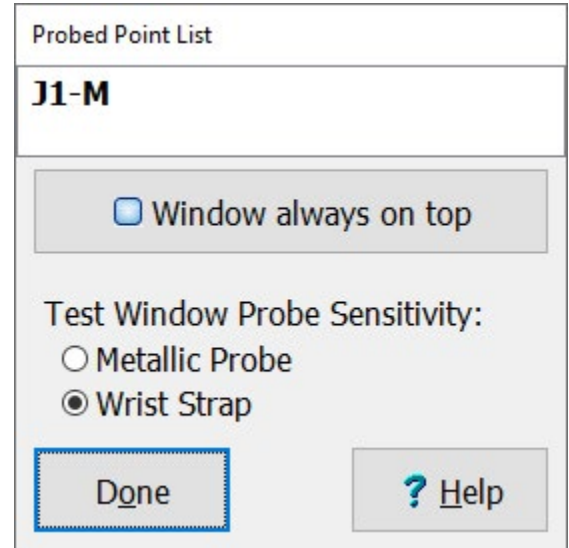 Probed Point List
J1-M
Window always on top
Test Window Probe Sensitivity:
Metallic Probe
Wrist Strap
Done
? Help